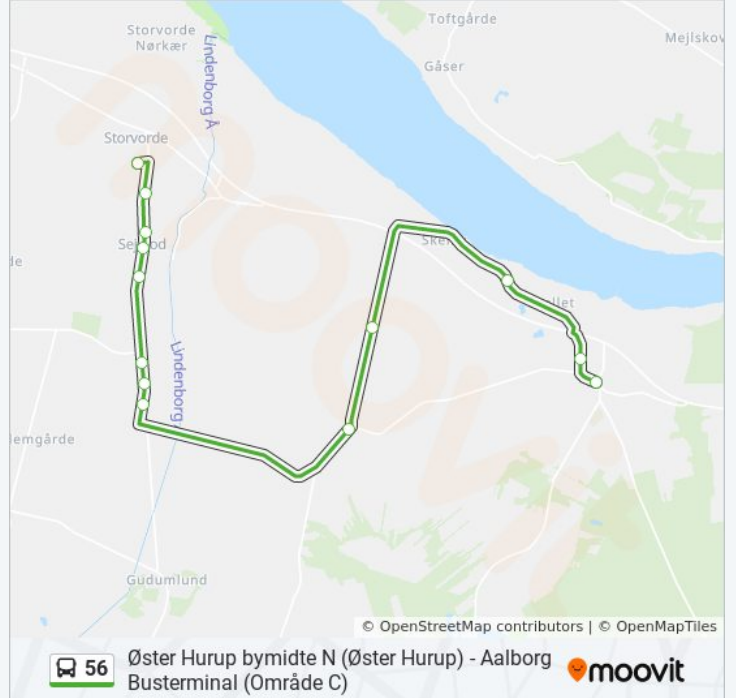 Toftgårde
Storvorde
Nørkær
Mejlskov
Gåser
Lindenborg Å
Storvorde
Lindenborg
lemgårde
Gudumlund
© OpenStreetMap contributors | © OpenMapTiles
56
Øster Hurup bymidte N (Øster Hurup) - Aalborg
Busterminal (Område C)
moovit